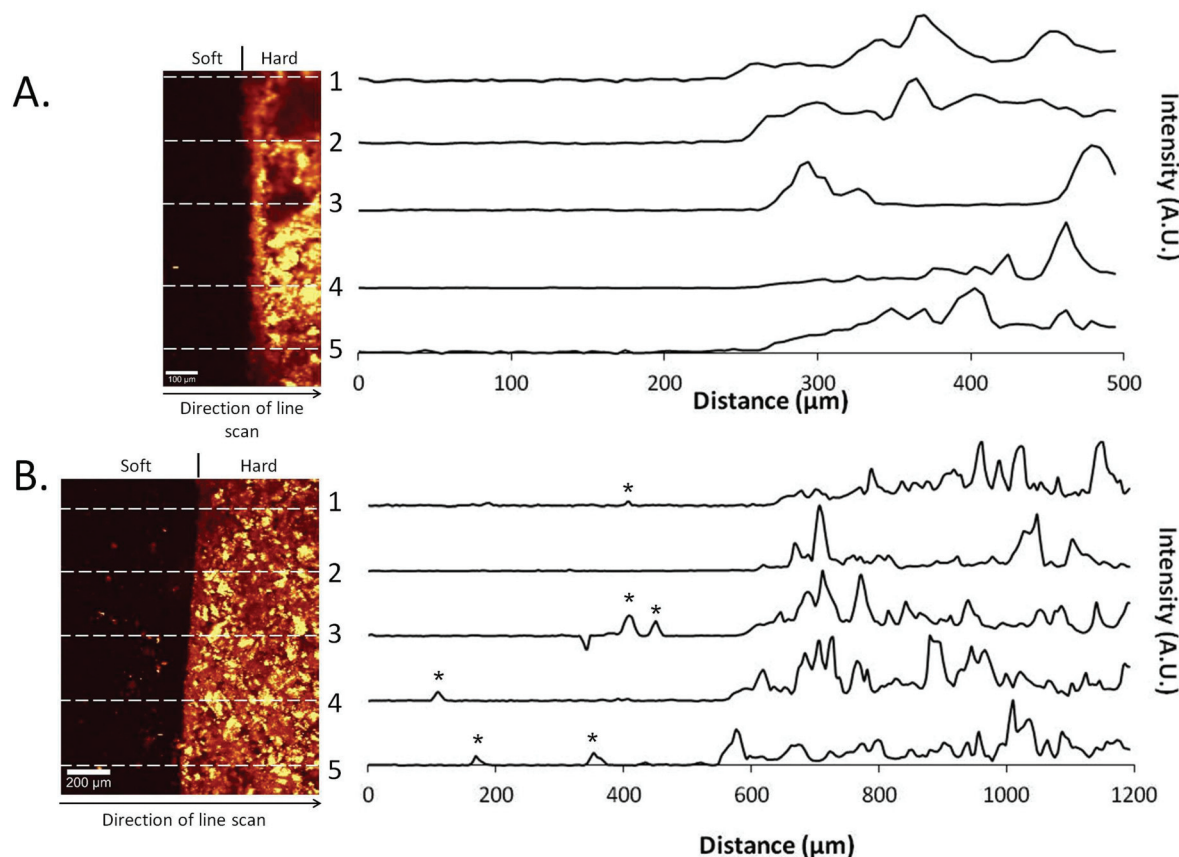 Soft | Hard
A.
1
2
3
4
5
100 µm
Direction of line
scan
0 100 200 300 400 500
Distance (µm)
Intensity (A.U.)
Soft | Hard
B.
1
*
2
3
* *
4
*
5
* *
200 µm
Direction of line scan
0 200 400 600 800 1000 1200
Distance (µm)
Intensity (A.U.)